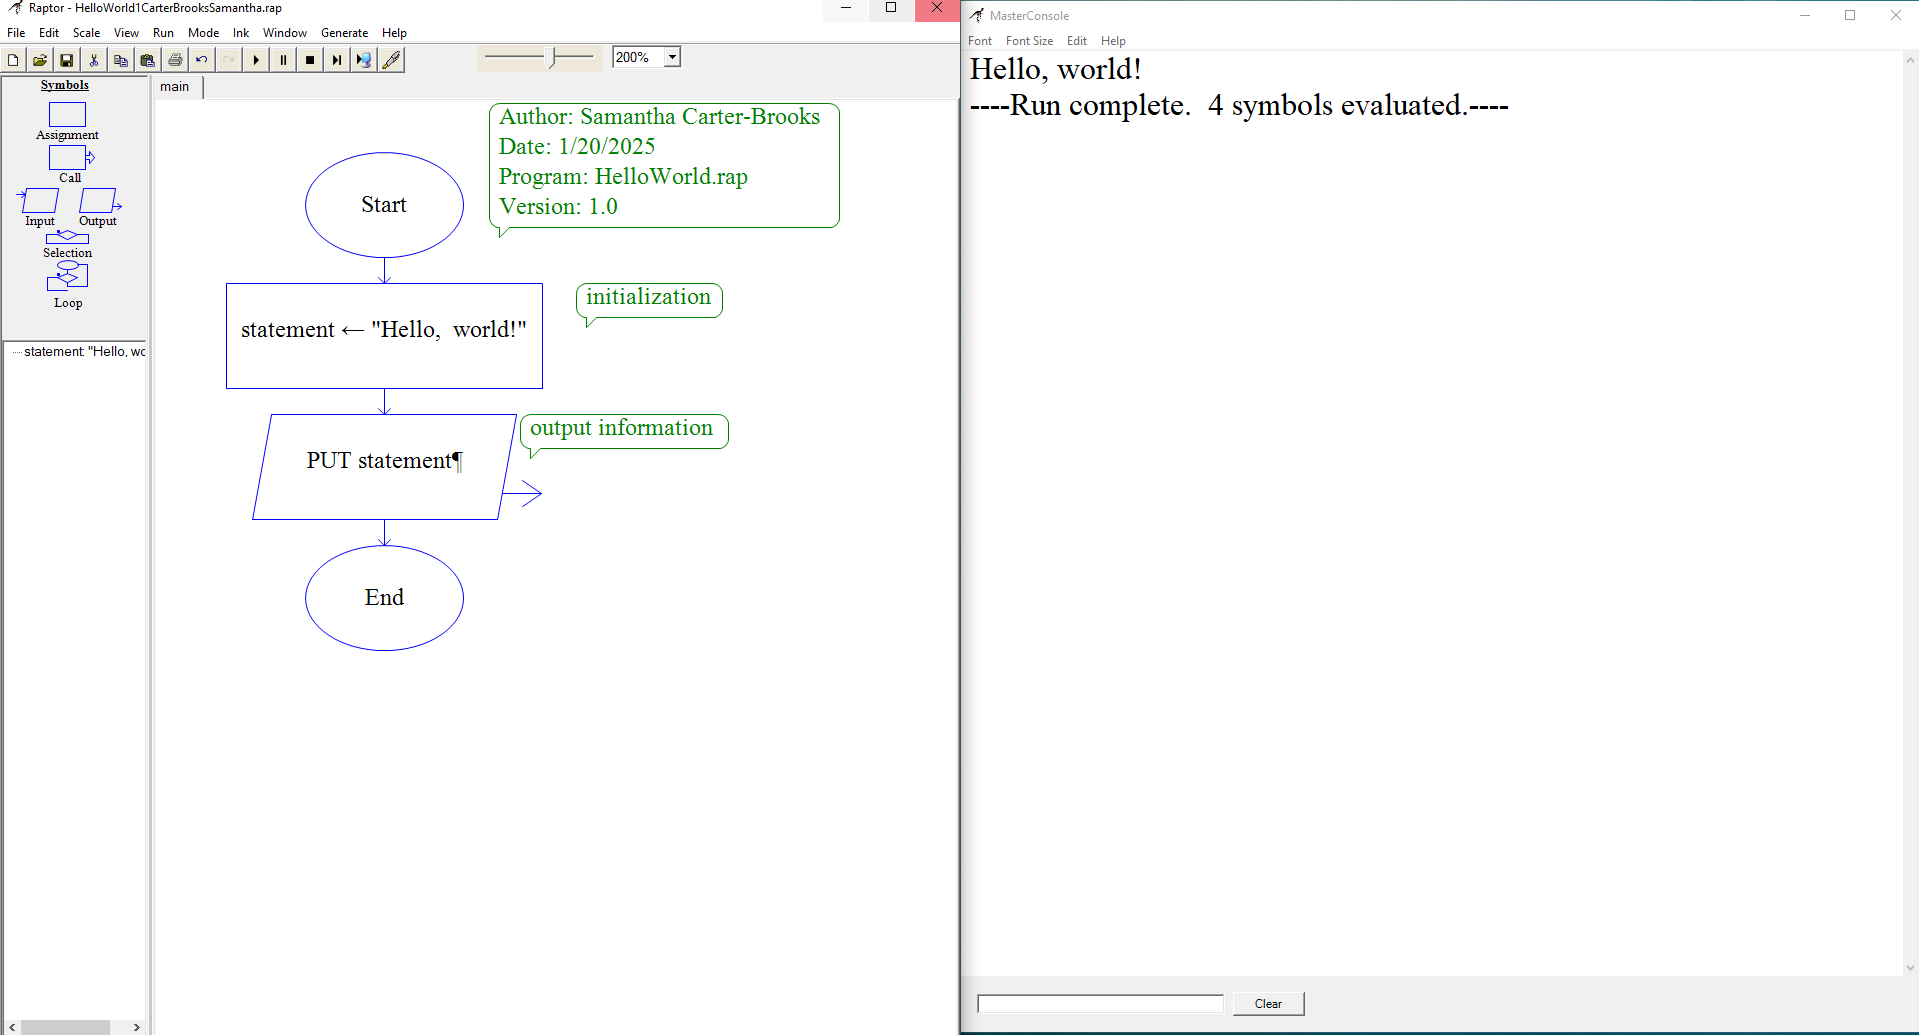 Raptor - HelloWorld1CarterBrooksSamantha.rap
File Edit Scale View Run Mode Ink Window Generate Help
200%
Symbols
Assignment
Call
Input Output
Selection
Loop
statement: "Hello, wo
main
Author: Samantha Carter-Brooks
Date: 1/20/2025
Program: HelloWorld.rap
Version: 1.0
Start
initialization
statement ← "Hello,  world!"
output information
PUT statement¶
End
MasterConsole
Font Font Size Edit Help
Hello, world!
----Run complete.  4 symbols evaluated.----
Clear